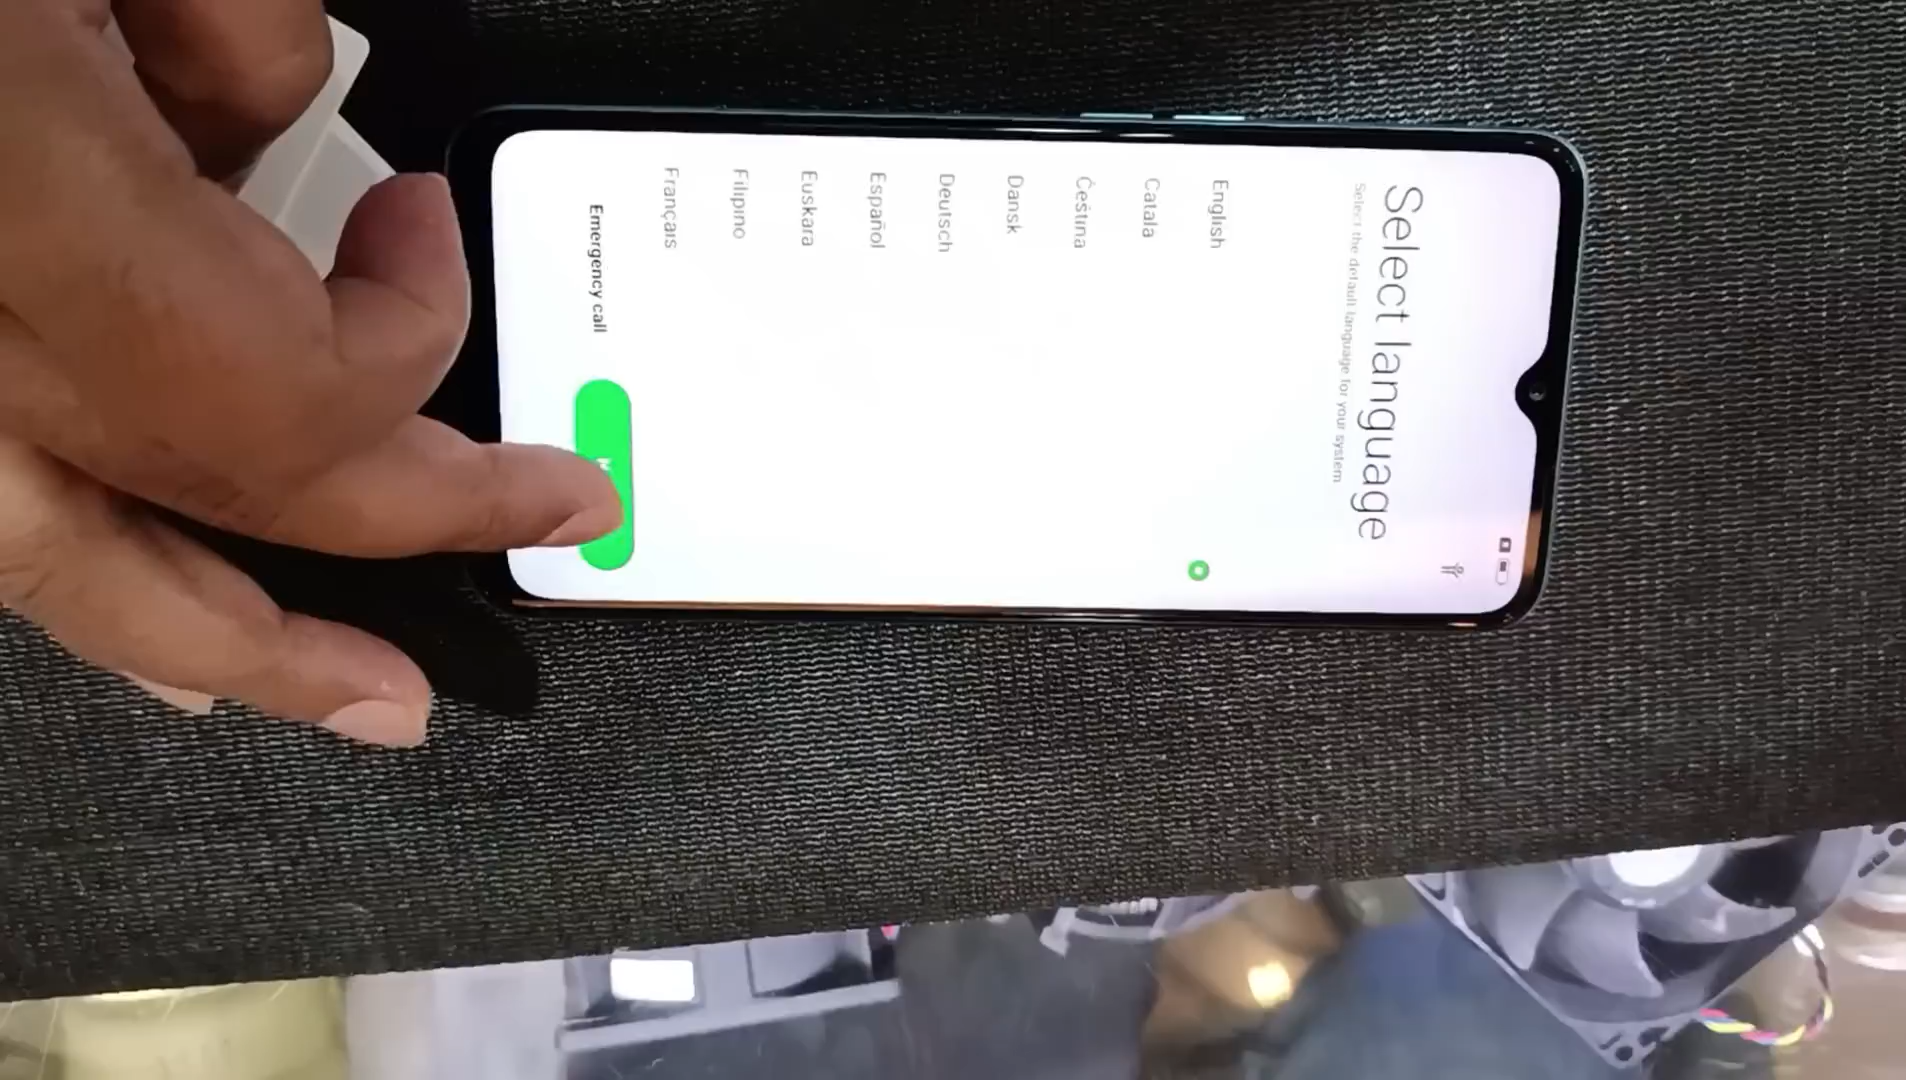 Select language
Select the default language for your system
English
Català
Čeština
Dansk
Deutsch
Español
Euskara
Filipino
Français
Emergency call